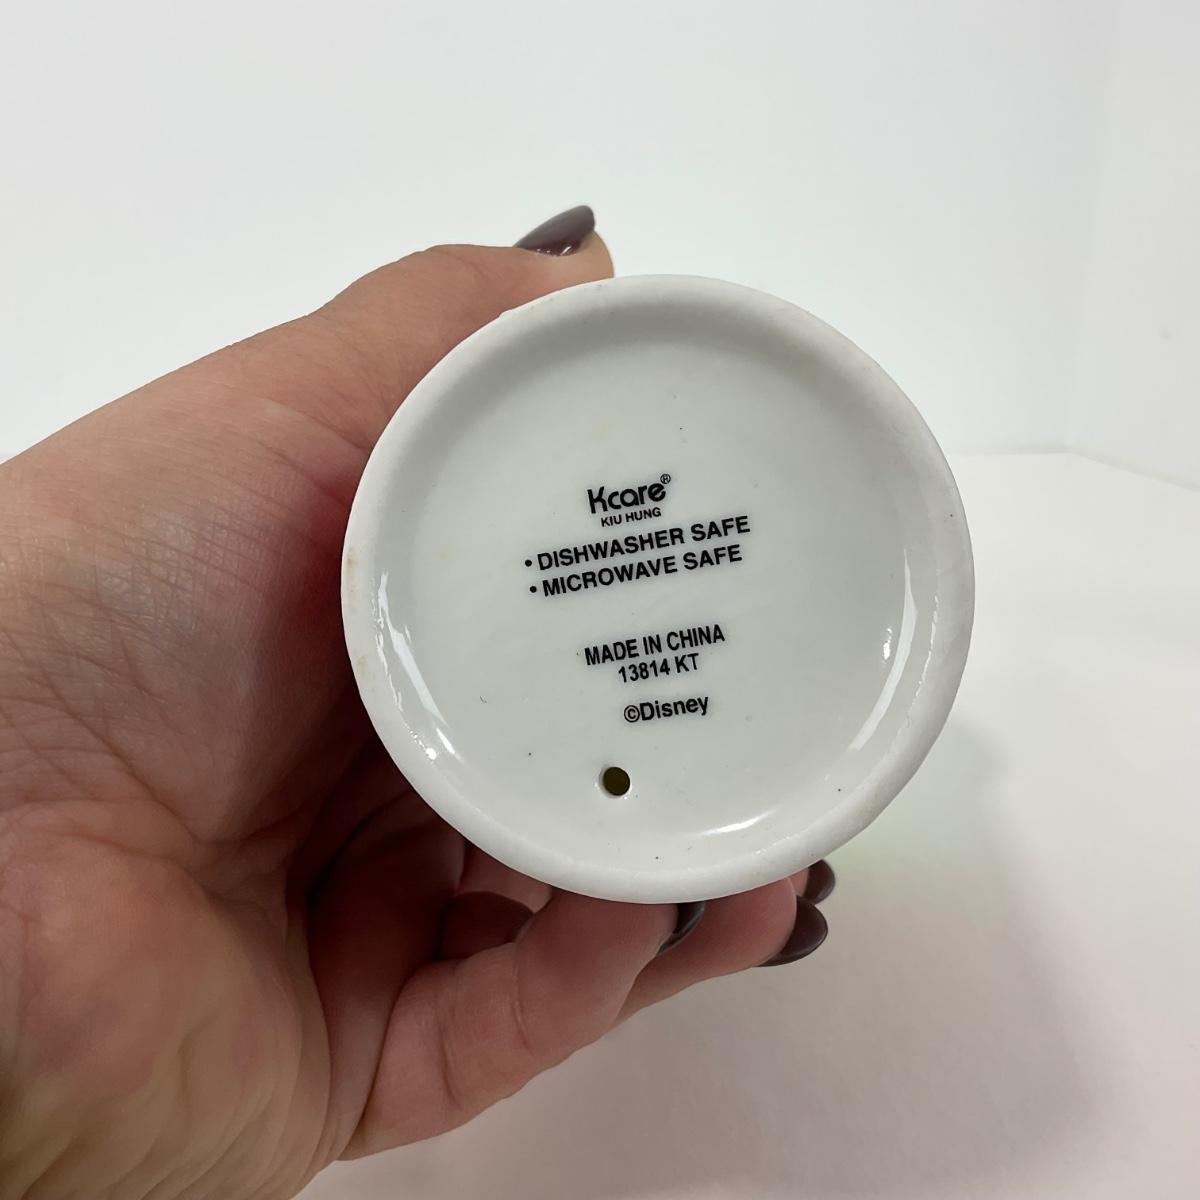 Kcare®
KIU HUNG
• DISHWASHER SAFE
• MICROWAVE SAFE
MADE IN CHINA
13814 KT
©Disney